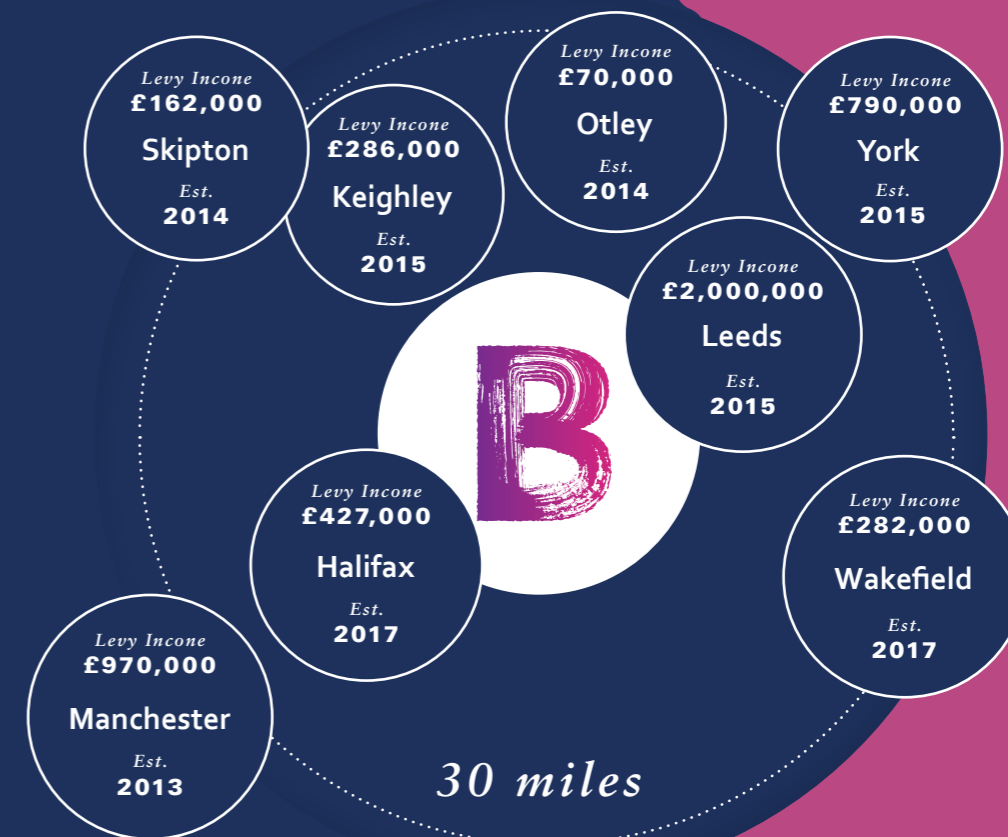 Levy Incone
£162,000
Skipton
Est.
2014
Levy Incone
£286,000
Keighley
Est.
2015
Levy Incone
£70,000
Otley
Est.
2014
Levy Incone
£790,000
York
Est.
2015
Levy Incone
£2,000,000
Leeds
Est.
2015
B
Levy Incone
£427,000
Halifax
Est.
2017
Levy Incone
£282,000
Wakefield
Est.
2017
Levy Incone
£970,000
Manchester
Est.
2013
30 miles